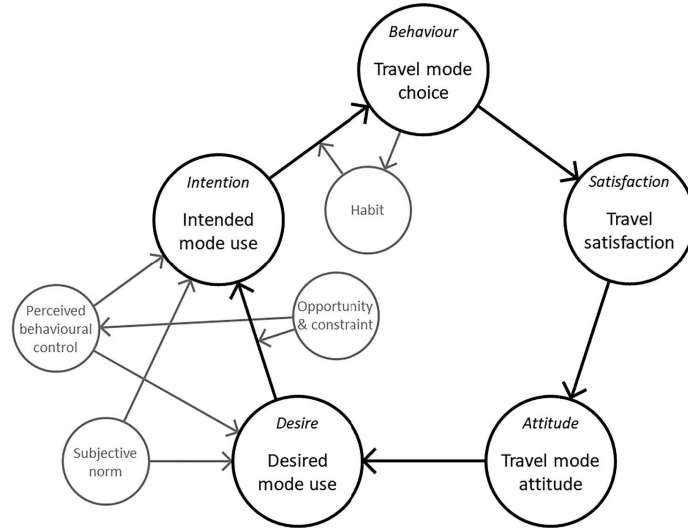 Behaviour
Travel mode
choice
Intention
Intended
mode use
Habit
Satisfaction
Travel
satisfaction
Perceived
behavioural
control
Opportunity
& constraint
Subjective
norm
Desire
Desired
mode use
Attitude
Travel mode
attitude